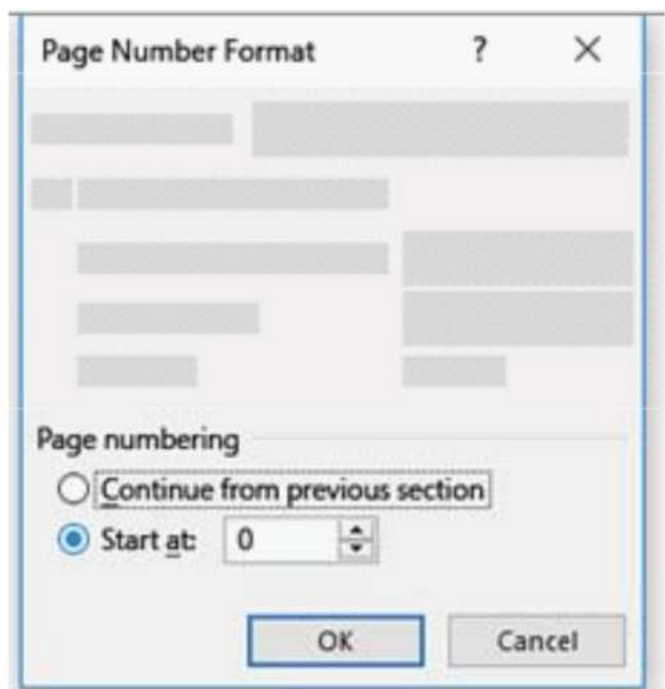 Page Number Format ? ×
Page numbering
Continue from previous section
Start at: 0
OK Cancel